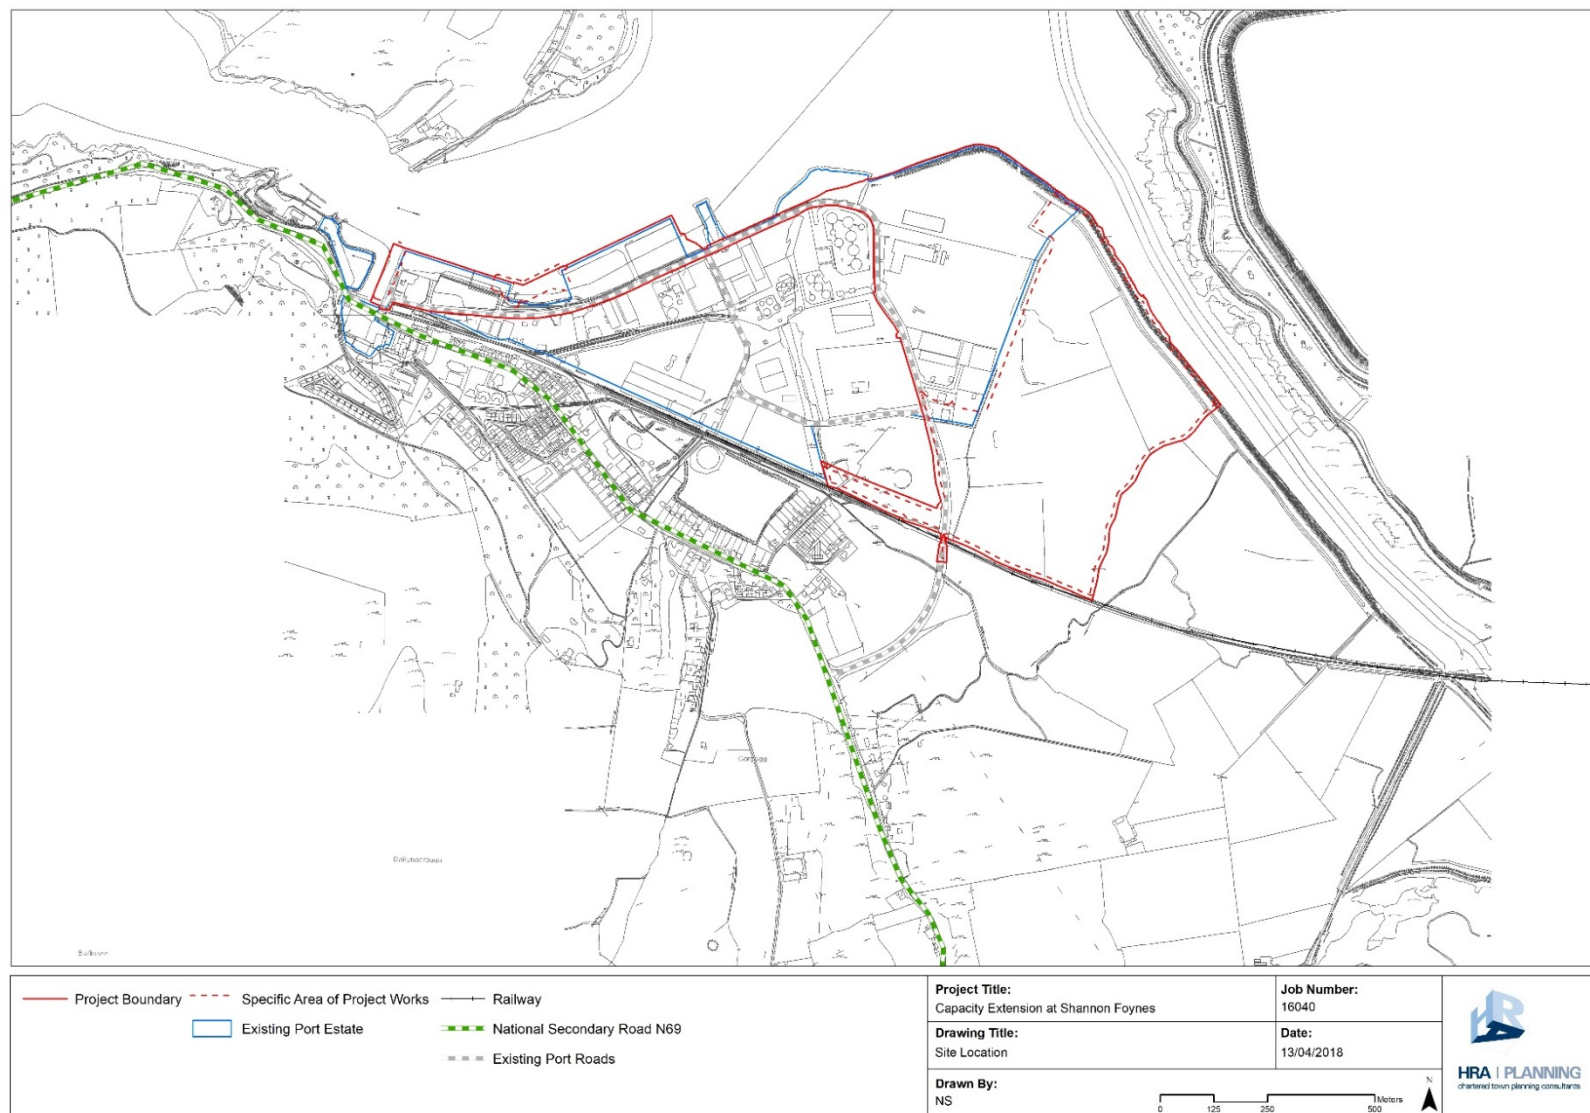 Project Boundary
Specific Area of Project Works
Railway
Existing Port Estate
National Secondary Road N69
Existing Port Roads
Project Title:
Capacity Extension at Shannon Foynes
Job Number:
16040
Drawing Title:
Site Location
Date:
13/04/2018
Drawn By:
NS
0 125 250 500 Meters
N
HRA
HRA | PLANNING
chartered town planning consultants